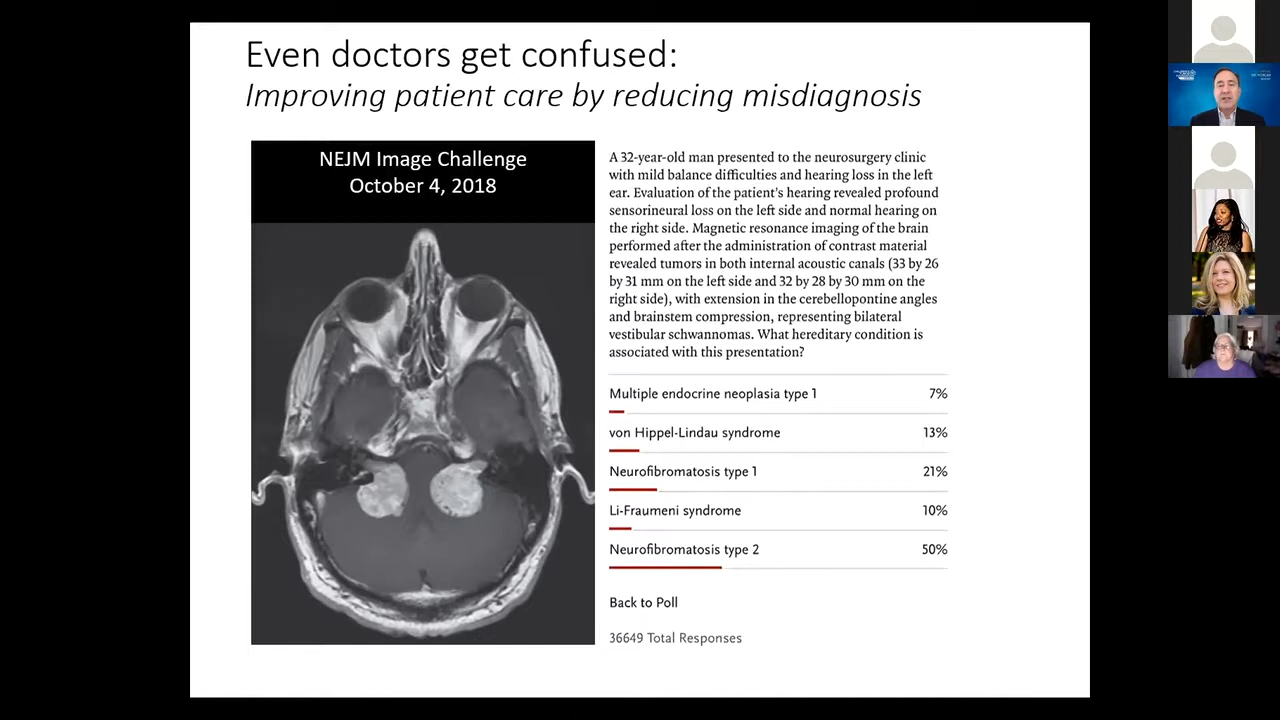 Even doctors get confused:
Improving patient care by reducing misdiagnosis
NEJM Image Challenge
October 4, 2018
A 32-year-old man presented to the neurosurgery clinic
with mild balance difficulties and hearing loss in the left
ear. Evaluation of the patient's hearing revealed profound
sensorineural loss on the left side and normal hearing on
the right side. Magnetic resonance imaging of the brain
performed after the administration of contrast material
revealed tumors in both internal acoustic canals (33 by 26
by 31 mm on the left side and 32 by 28 by 30 mm on the
right side), with extension in the cerebellopontine angles
and brainstem compression, representing bilateral
vestibular schwannomas. What hereditary condition is
associated with this presentation?
Multiple endocrine neoplasia type 1 7%
von Hippel-Lindau syndrome 13%
Neurofibromatosis type 1 21%
Li-Fraumeni syndrome 10%
Neurofibromatosis type 2 50%
Back to Poll
36649 Total Responses